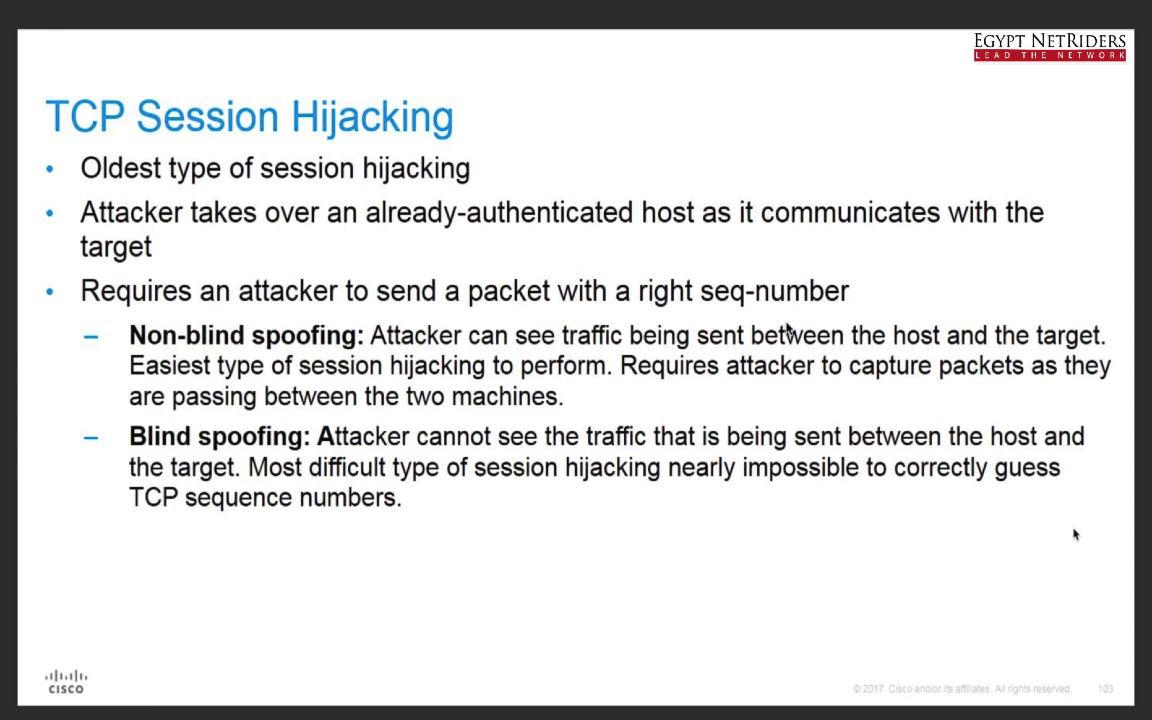 EGYPT NETRIDERS
LEAD THE NETWORK
TCP Session Hijacking
• Oldest type of session hijacking
• Attacker takes over an already-authenticated host as it communicates with the
target
• Requires an attacker to send a packet with a right seq-number
– Non-blind spoofing: Attacker can see traffic being sent between the host and the target.
Easiest type of session hijacking to perform. Requires attacker to capture packets as they
are passing between the two machines.
– Blind spoofing: Attacker cannot see the traffic that is being sent between the host and
the target. Most difficult type of session hijacking nearly impossible to correctly guess
TCP sequence numbers.
CISCO
© 2017 Cisco and/or its affiliates. All rights reserved. 103